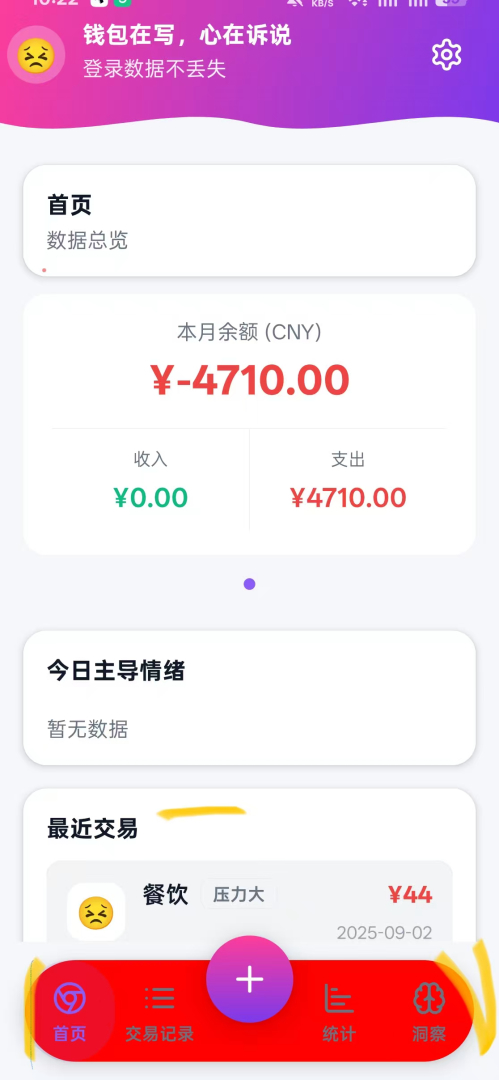 10:22
KB/S
钱包在写，心在诉说
登录数据不丢失
首页
数据总览
本月余额 (CNY)
¥-4710.00
收入
支出
¥0.00
¥4710.00
今日主导情绪
暂无数据
最近交易
餐饮
压力大
¥44
2025-09-02
首页
交易记录
统计
洞察